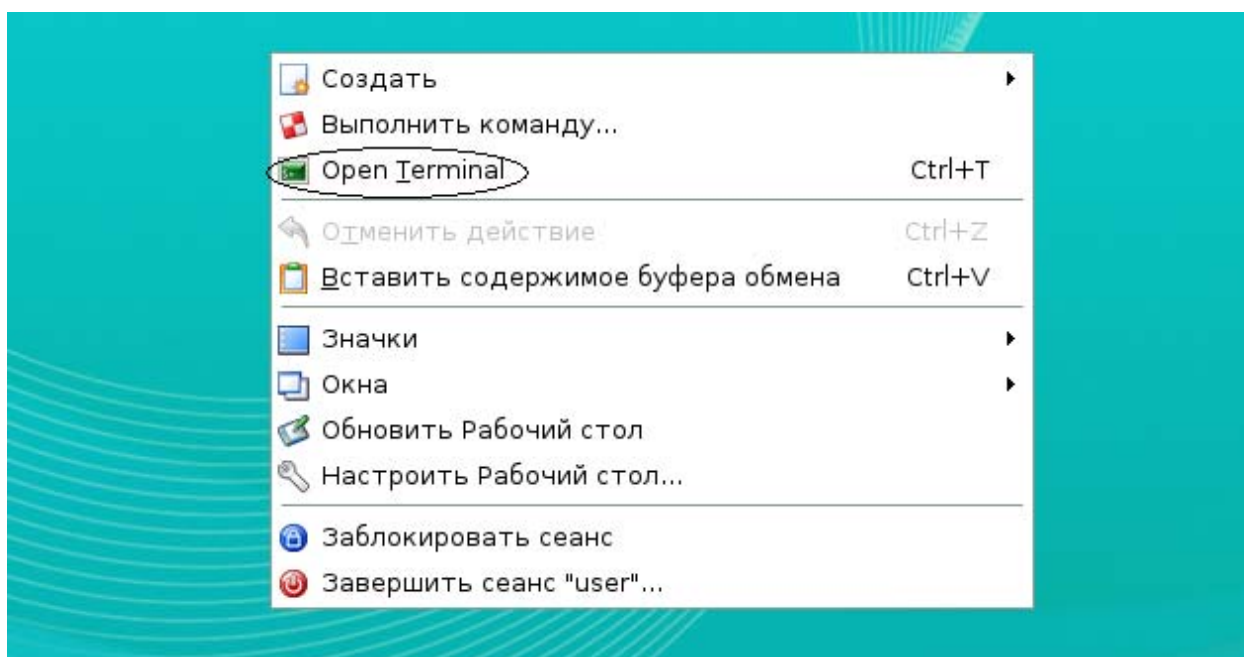 Создать
Выполнить команду...
Open Terminal Ctrl+T
Отменить действие Ctrl+Z
Вставить содержимое буфера обмена Ctrl+V
Значки
Окна
Обновить Рабочий стол
Настроить Рабочий стол...
Заблокировать сеанс
Завершить сеанс "user"...